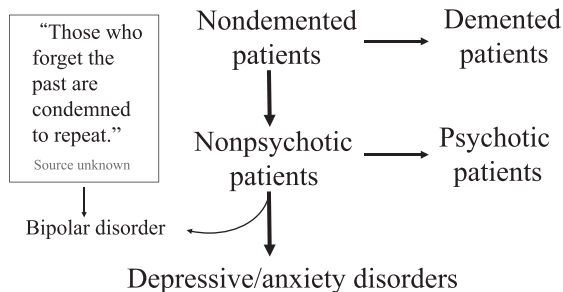 “Those who
forget the
past are
condemned
to repeat.”
Source unknown
Nondemented
patients
Demented
patients
Nonpsychotic
patients
Psychotic
patients
Bipolar disorder
Depressive/anxiety disorders